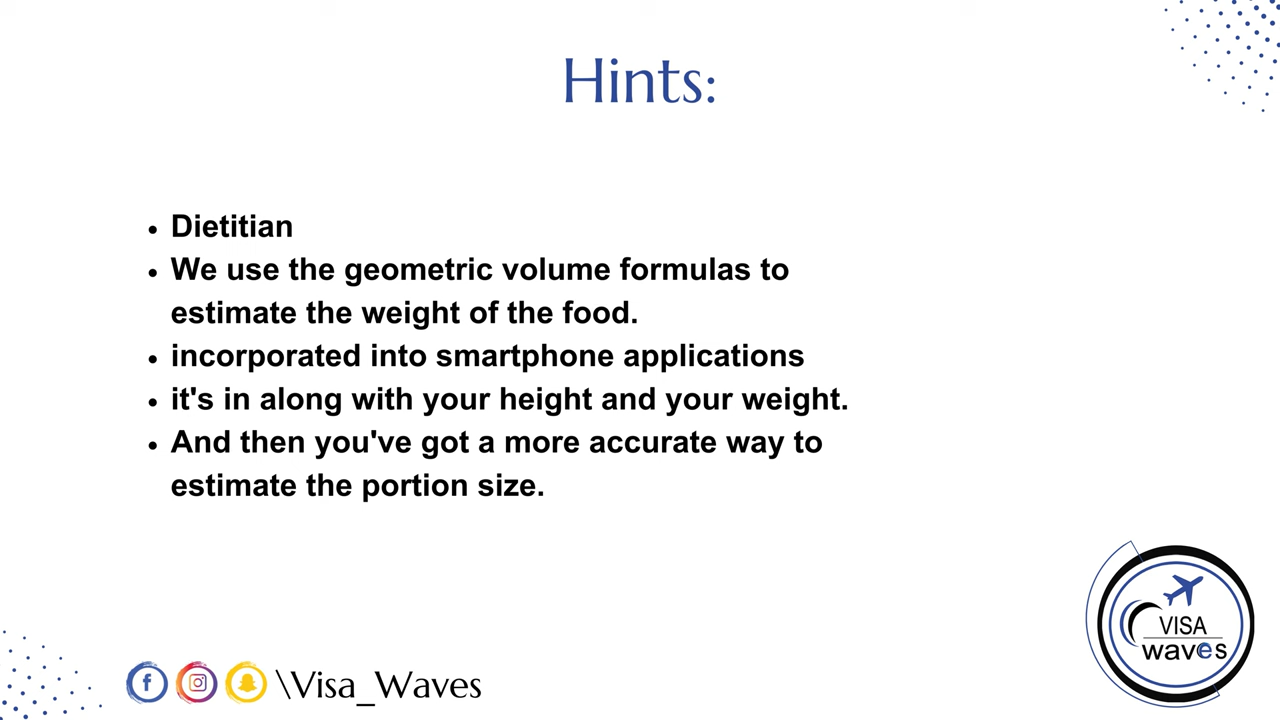 Hints:
• Dietitian
• We use the geometric volume formulas to
estimate the weight of the food.
• incorporated into smartphone applications
• it's in along with your height and your weight.
• And then you've got a more accurate way to
estimate the portion size.
VISA
waves
\Visa_Waves